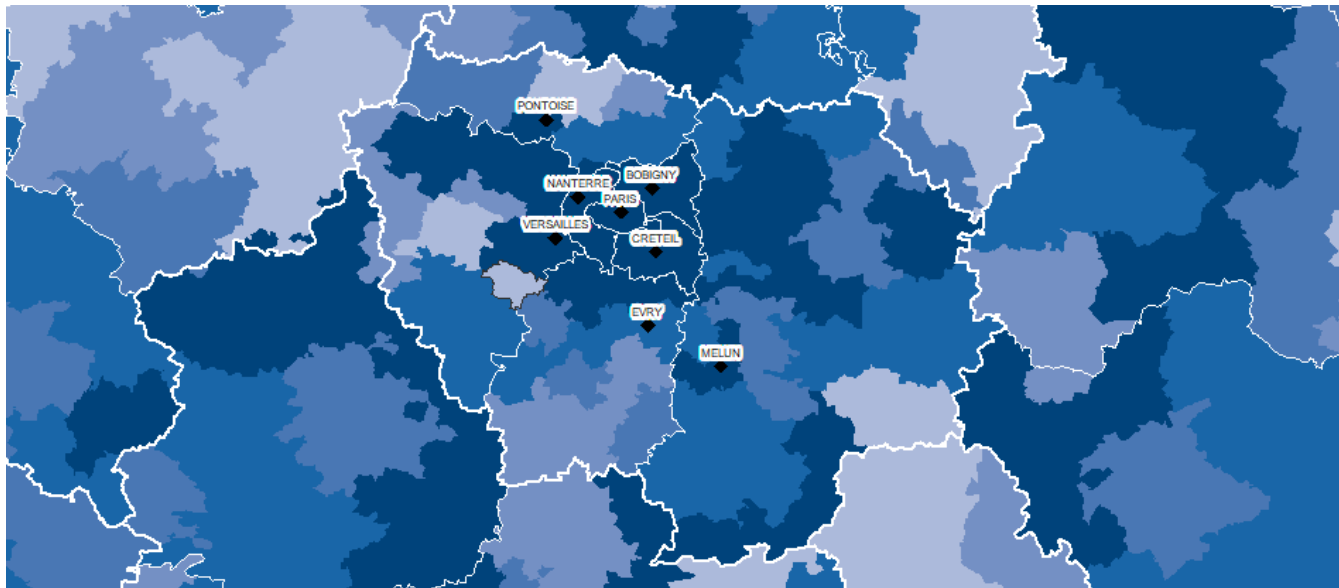 PONTOISE
BOBIGNY
NANTERRE
PARIS
VERSAILLES
CRETEIL
EVRY
MELUN